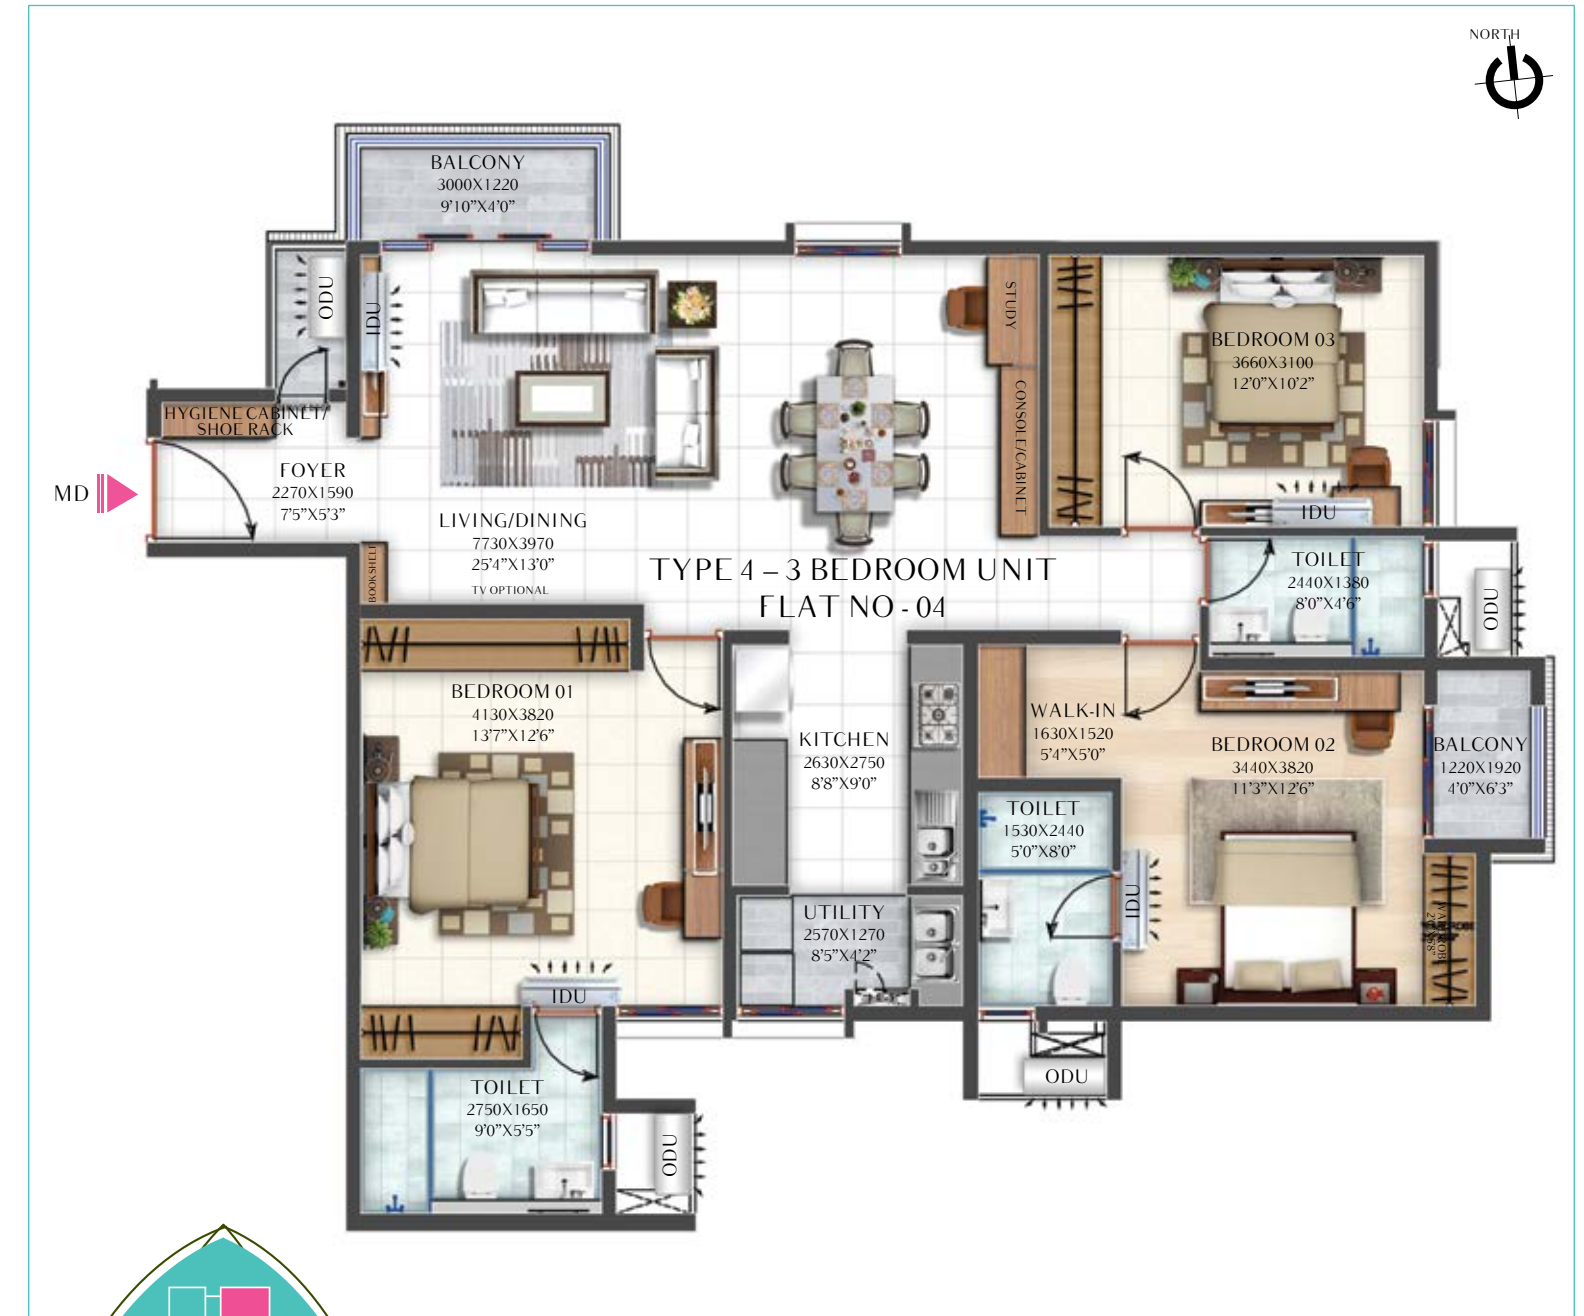 NORTH
BALCONY
3000X1220
9'10"X4'0"
ODU
IDU
STUDY
BEDROOM 03
3660X3100
12'0"X10'2"
CONSOLE/CABINET
HYGIENE CABINET/
SHOE RACK
FOYER
2270X1590
7'5"X5'3"
MD
LIVING/DINING
7730X3970
25'4"X13'0"
TV OPTIONAL
BOOKSHELF
IDU
TYPE 4 – 3 BEDROOM UNIT
FLAT NO - 04
TOILET
2440X1380
8'0"X4'6"
ODU
BEDROOM 01
4130X3820
13'7"X12'6"
KITCHEN
2630X2750
8'8"X9'0"
WALK-IN
1630X1520
5'4"X5'0"
BEDROOM 02
3440X3820
11'3"X12'6"
BALCONY
1220X1920
4'0"X6'3"
TOILET
1530X2440
5'0"X8'0"
IDU
UTILITY
2570X1270
8'5"X4'2"
WARDROBE
IDU
ODU
TOILET
2750X1650
9'0"X5'5"
ODU